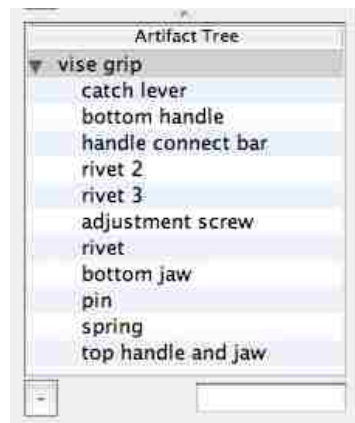 Artifact Tree
vise grip
catch lever
bottom handle
handle connect bar
rivet 2
rivet 3
adjustment screw
rivet
bottom jaw
pin
spring
top handle and jaw
-